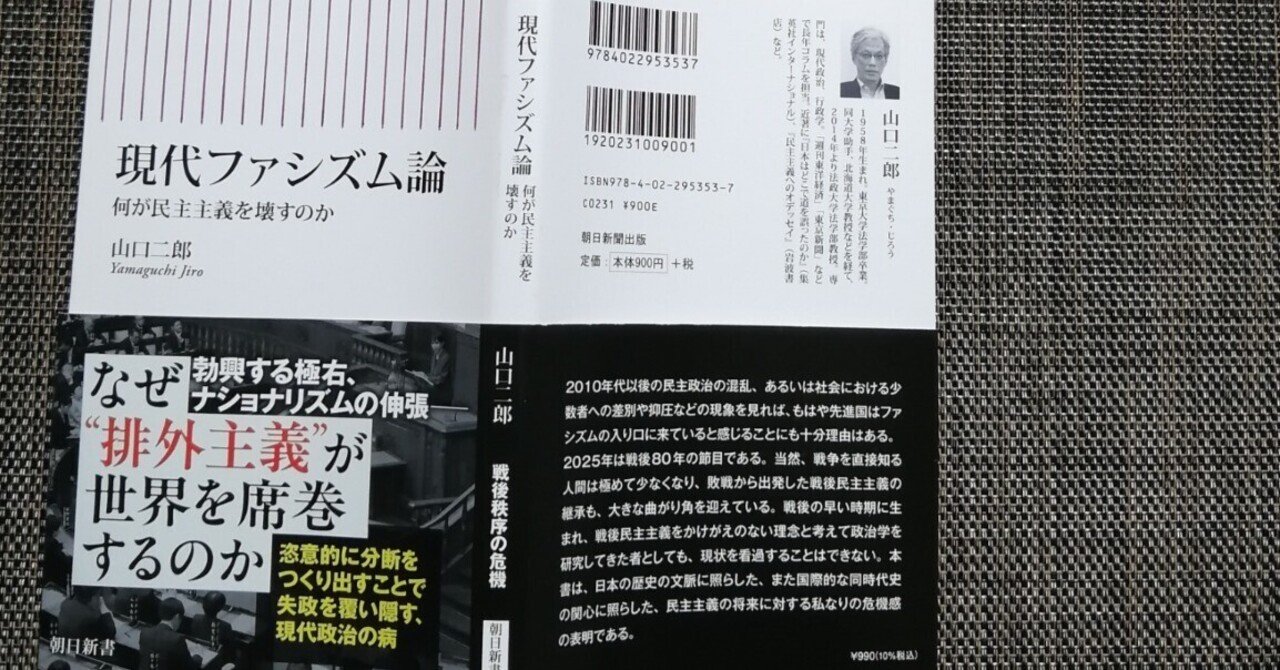 現代ファシズム論
何が民主主義を壊すのか
山口二郎
Yamaguchi Jiro
なぜ
勃興する極右、
ナショナリズムの伸張
“排外主義”が
世界を席巻
するのか
恣意的に分断を
つくり出すことで
失政を覆い隠す、
現代政治の病
朝日新書
現代ファシズム論
何が民主主義を
壊すのか
山口二郎
戦後秩序の危機
朝日新書
9784022953537
1920231009001
ISBN978-4-02-295353-7
C0231 ¥900E
朝日新聞出版
定価:本体900円+税
山口二郎 やまぐち・じろう
1958年生まれ。東京大学法学部卒業。
同大学助手、北海道大学教授などを経て、
2014年より法政大学法学部教授。専
門は、現代政治、行政学。「週刊東洋経済」「東京新聞」など
で長年コラムを担当。近著に『日本はどこで道を誤ったのか』(集
英社インターナショナル)、『民主主義へのオデッセイ』(岩波書
店)など。
2010年代以後の民主政治の混乱、あるいは社会における少
数者への差別や抑圧などの現象を見れば、もはや先進国はファ
シズムの入り口に来ていると感じることにも十分理由はある。
2025年は戦後80年の節目である。当然、戦争を直接知る
人間は極めて少なくなり、敗戦から出発した戦後民主主義の
継承も、大きな曲がり角を迎えている。戦後の早い時期に生
まれ、戦後民主主義をかけがえのない理念と考えて政治学を
研究してきた者としても、現状を看過することはできない。本
書は、日本の歴史の文脈に照らした、また国際的な同時代史
の関心に照らした、民主主義の将来に対する私なりの危機感
の表明である。
¥990(10%税込)